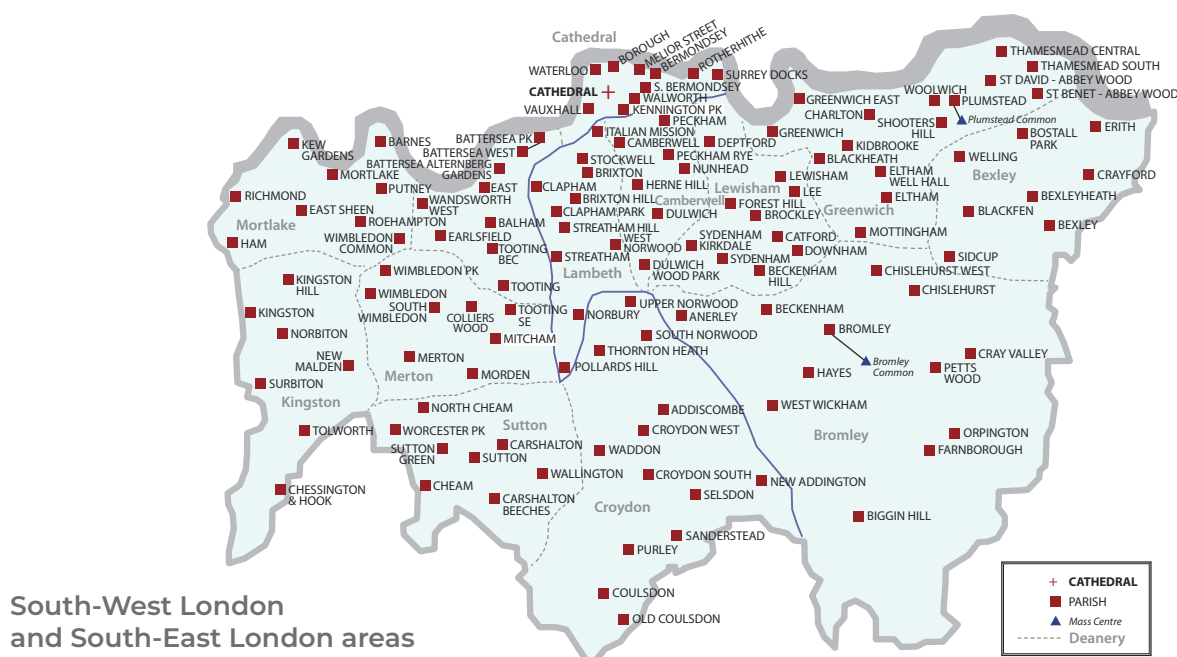 Cathedral
BOROUGH
MELIOR STREET
BERMONDSEY
ROTHERHITHE
WATERLOO
SURREY DOCKS
CATHEDRAL
S. BERMONDSEY
WALWORTH
VAUXHALL
KENNINGTON PK
PECKHAM
THAMESMEAD CENTRAL
THAMESMEAD SOUTH
ST DAVID - ABBEY WOOD
ST BENET - ABBEY WOOD
WOOLWICH
PLUMSTEAD
Plumstead Common
GREENWICH EAST
CHARLTON
SHOOTERS
HILL
BOSTALL
PARK
ERITH
KEW
GARDENS
BARNES
BATTERSEA PK
BATTERSEA WEST
BATTERSEA ALTERNBERG
GARDENS
ITALIAN MISSION
CAMBERWELL
DEPTFORD
GREENWICH
KIDBROOKE
BLACKHEATH
WELLING
Bexley
CRAYFORD
MORTLAKE
PUTNEY
EAST
STOCKWELL
BRIXTON
PECKHAM RYE
NUNHEAD
LEWISHAM
ELTHAM
WELL HALL
RICHMOND
WANDSWORTH
WEST
CLAPHAM
HERNE HILL
Lewisham
LEE
ELTHAM
BEXLEYHEATH
EAST SHEEN
BRIXTON HILL
Camberwell
FOREST HILL
Greenwich
BLACKFEN
Mortlake
ROEHAMPTON
BALHAM
CLAPHAM PARK
DULWICH
BROCKLEY
BEXLEY
HAM
WIMBLEDON
COMMON
EARLSFIELD
STREATHAM HILL
SYDENHAM
KIRKDALE
CATFORD
MOTTINGHAM
TOOTING
BEC
STREATHAM
WEST
NORWOOD
DOWNHAM
SIDCUP
SYDENHAM
DULWICH
WOOD PARK
BECKENHAM
HILL
CHISLEHURST WEST
Lambeth
KINGSTON
HILL
WIMBLEDON PK
TOOTING
CHISLEHURST
WIMBLEDON
UPPER NORWOOD
KINGSTON
SOUTH
WIMBLEDON
COLLIERS
WOOD
TOOTING
SE
NORBURY
ANERLEY
BECKENHAM
NORBITON
MITCHAM
SOUTH NORWOOD
BROMLEY
THORNTON HEATH
NEW
MALDEN
MERTON
POLLARDS HILL
Bromley
Common
CRAY VALLEY
PETTS
WOOD
HAYES
Merton
MORDEN
SURBITON
Kingston
NORTH CHEAM
ADDISCOMBE
WEST WICKHAM
TOLWORTH
WORCESTER PK
Sutton
CROYDON WEST
Bromley
ORPINGTON
SUTTON
GREEN
CARSHALTON
SUTTON
WADDON
FARNBOROUGH
WALLINGTON
CROYDON SOUTH
NEW ADDINGTON
CHESSINGTON
& HOOK
CHEAM
CARSHALTON
BEECHES
SELSDON
Croydon
BIGGIN HILL
SANDERSTEAD
PURLEY
COULSDON
OLD COULSDON
South-West London
and South-East London areas
CATHEDRAL
PARISH
Mass Centre
Deanery